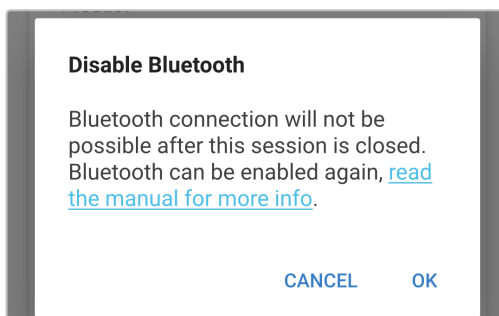 Disable Bluetooth
Bluetooth connection will not be
possible after this session is closed.
Bluetooth can be enabled again, read
the manual for more info.
CANCEL OK